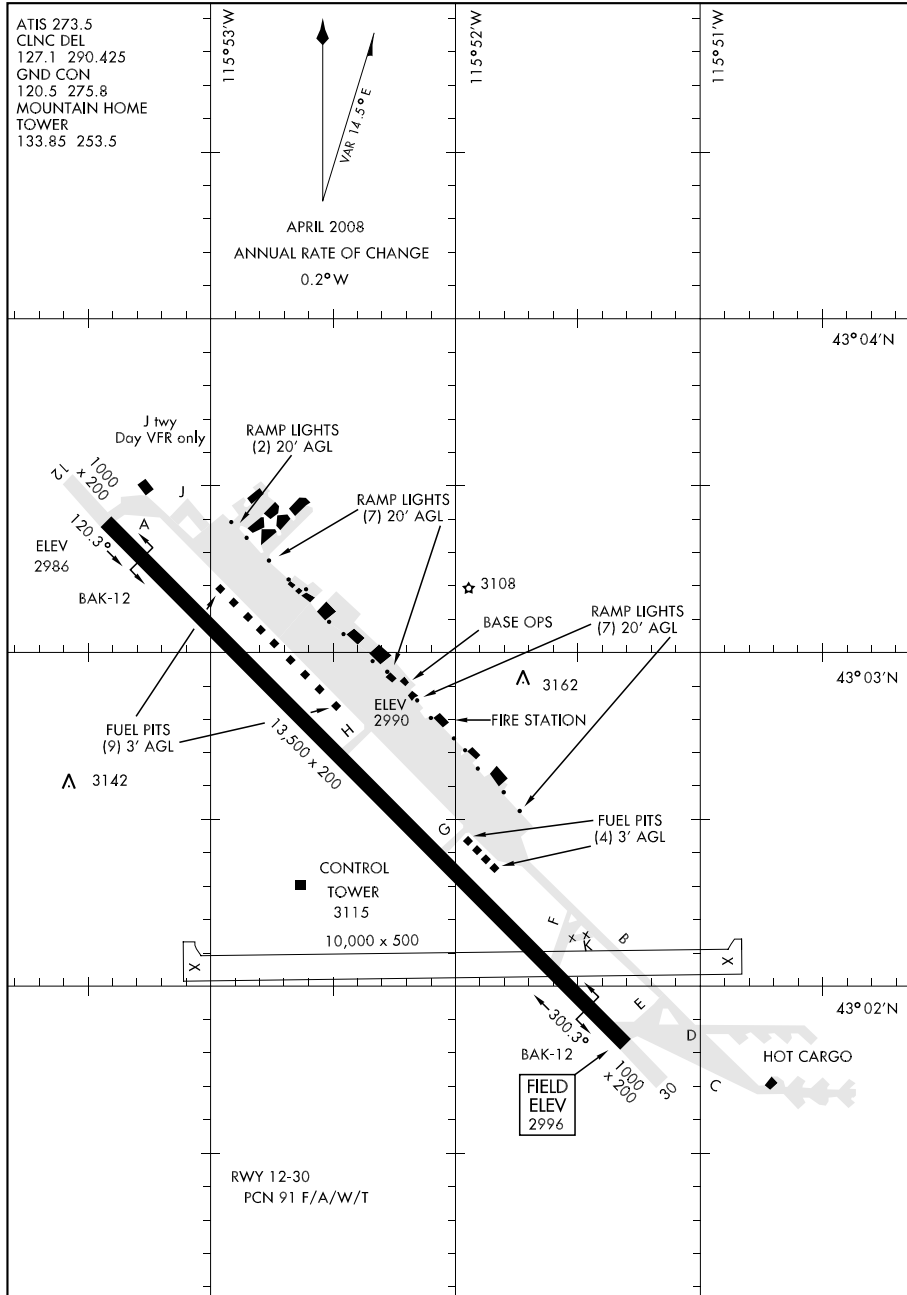 ATIS 273.5
CLNC DEL
127.1 290.425
GND CON
120.5 275.8
MOUNTAIN HOME
TOWER
133.85 253.5
115°53'W
115°52'W
115°51'W
VAR 14.5°E
APRIL 2008
ANNUAL RATE OF CHANGE
0.2°W
43°04'N
J twy
Day VFR only
RAMP LIGHTS
(2) 20' AGL
12
1000
x 200
J
RAMP LIGHTS
(7) 20' AGL
120.3°
A
ELEV
2986
BAK-12
3108
RAMP LIGHTS
(7) 20' AGL
BASE OPS
43°03'N
3162
ELEV
2990
FIRE STATION
FUEL PITS
(9) 3' AGL
13,500 x 200
H
3142
G
FUEL PITS
(4) 3' AGL
CONTROL
TOWER
3115
F
x x
K
B
10,000 x 500
X
X
43°02'N
E
300.3°
D
BAK-12
HOT CARGO
1000
x 200
30
C
FIELD
ELEV
2996
RWY 12-30
PCN 91 F/A/W/T